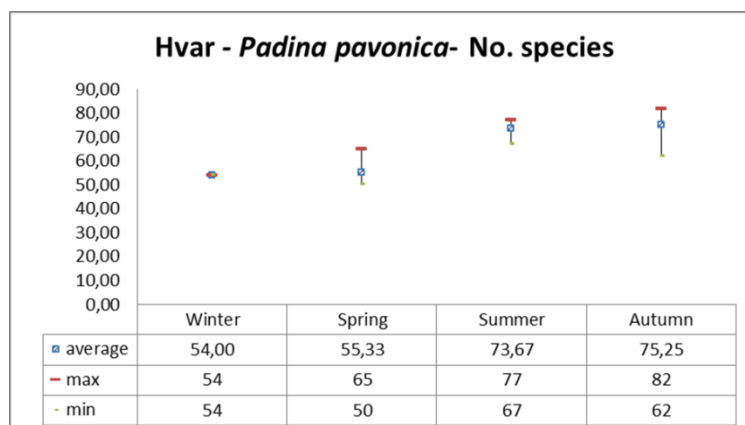 Hvar - Padina pavonica- No. species
90,00
80,00
70,00
60,00
50,00
40,00
30,00
20,00
10,00
0,00
Winter Spring Summer Autumn
average 54,00 55,33 73,67 75,25
max 54 65 77 82
min 54 50 67 62